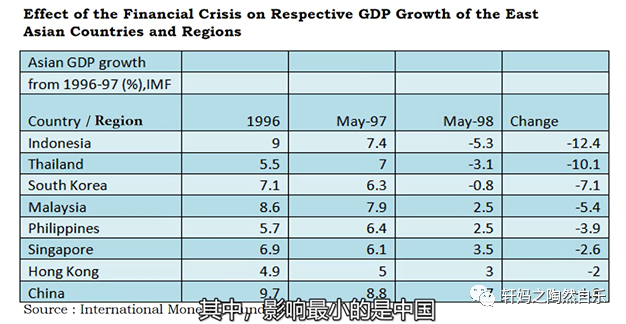 Effect of the Financial Crisis on Respective GDP Growth of the East
Asian Countries and Regions
Asian GDP growth
from 1996-97 (%),IMF
Country / Region 1996 May-97 May-98 Change
Indonesia 9 7.4 -5.3 -12.4
Thailand 5.5 7 -3.1 -10.1
South Korea 7.1 6.3 -0.8 -7.1
Malaysia 8.6 7.9 2.5 -5.4
Philippines 5.7 6.4 2.5 -3.9
Singapore 6.9 6.1 3.5 -2.6
Hong Kong 4.9 5 3 -2
China 9.7 8.8 7
Source : International Monetary
其中，影响最小的是中国
轩妈之陶然自乐